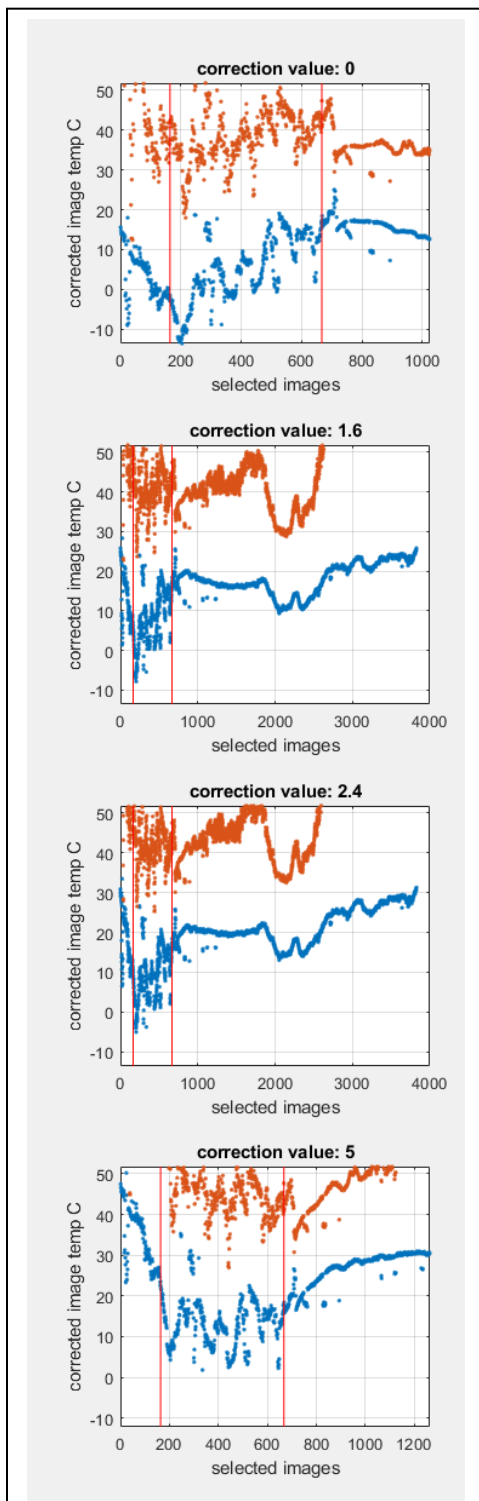 correction value: 0
50
40
30
20
10
0
-10
corrected image temp C
0 200 400 600 800 1000
selected images
correction value: 1.6
50
40
30
20
10
0
-10
corrected image temp C
0 1000 2000 3000 4000
selected images
correction value: 2.4
50
40
30
20
10
0
-10
corrected image temp C
0 1000 2000 3000 4000
selected images
correction value: 5
50
40
30
20
10
0
-10
corrected image temp C
0 200 400 600 800 1000 1200
selected images